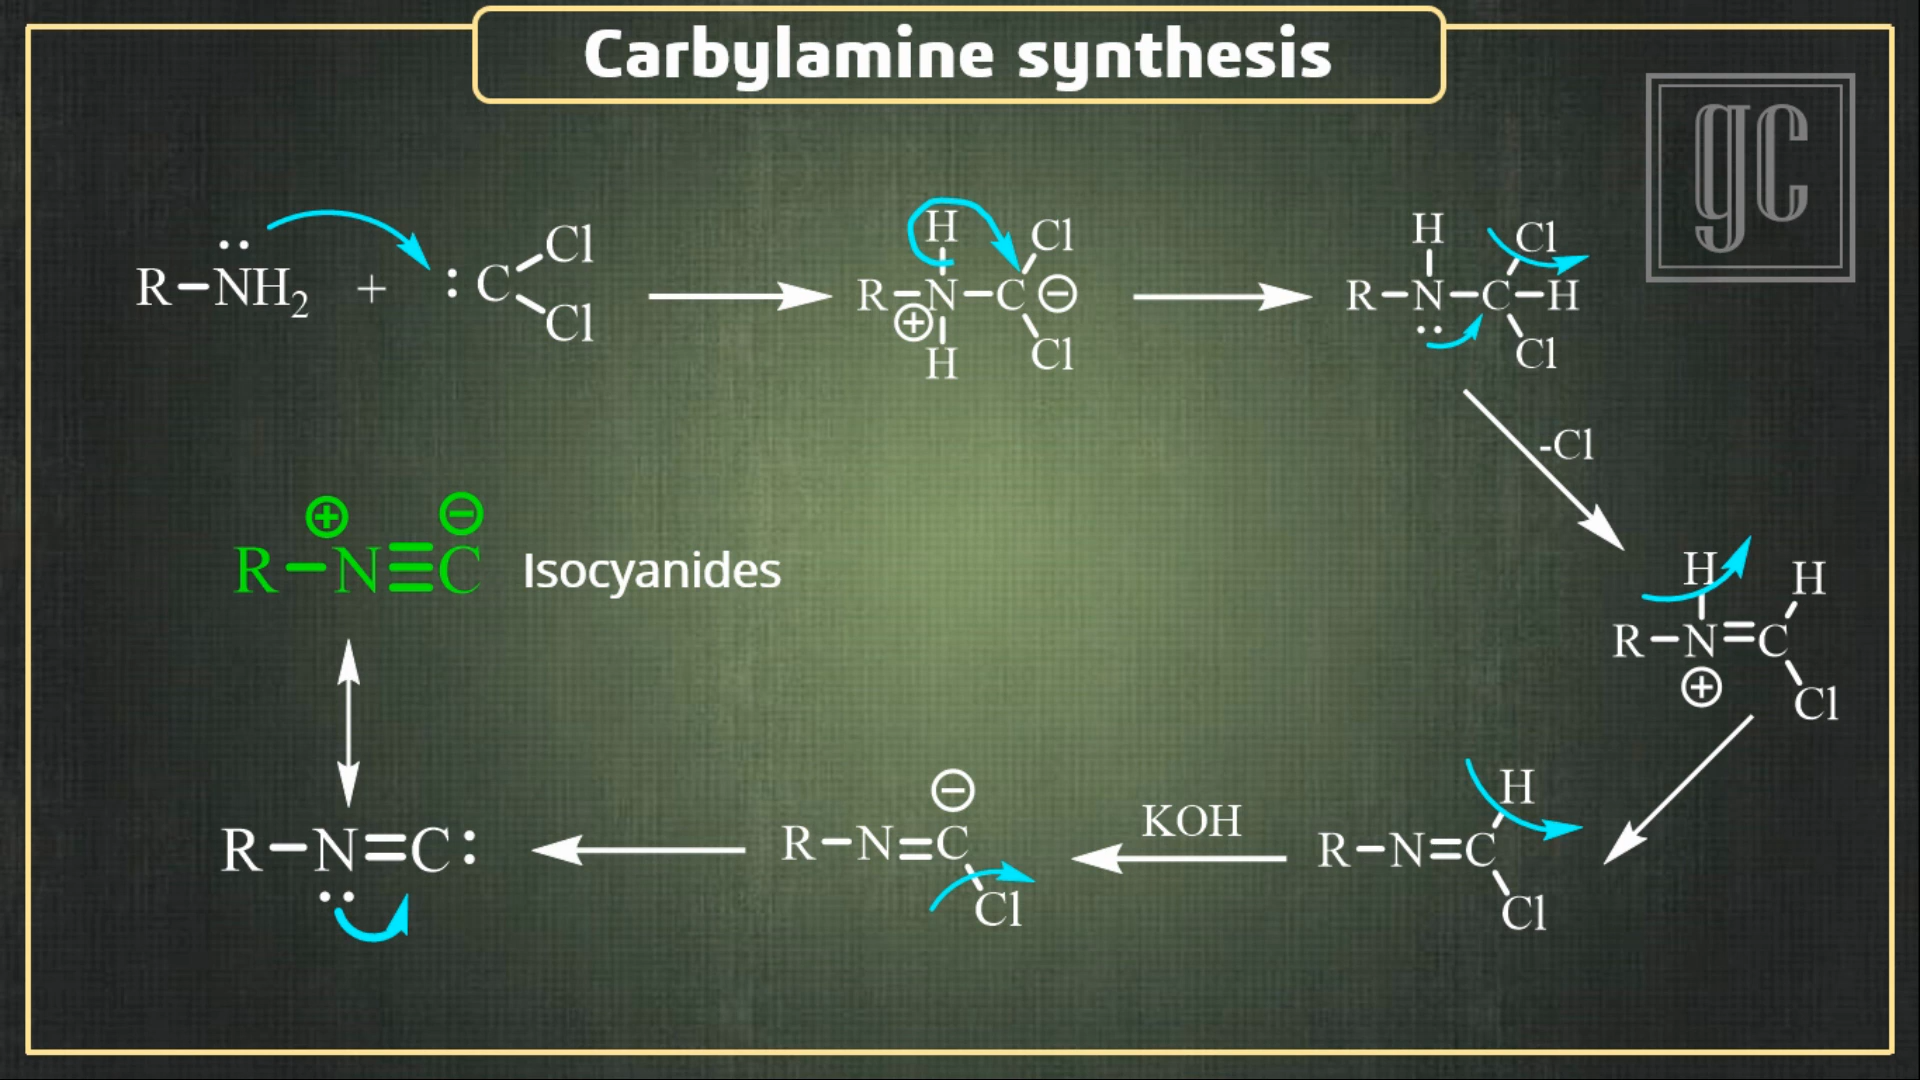 Carbylamine synthesis
gc
R–NH₂ + :C Cl Cl
H Cl
R–N–C ⊖
⊕
H Cl
H Cl
R–N–C–H
Cl
-Cl
⊕ ⊖
R–N≡C Isocyanides
H H
R–N=C
⊕
Cl
⊖ KOH H
R–N=C: R–N=C R–N=C
Cl Cl